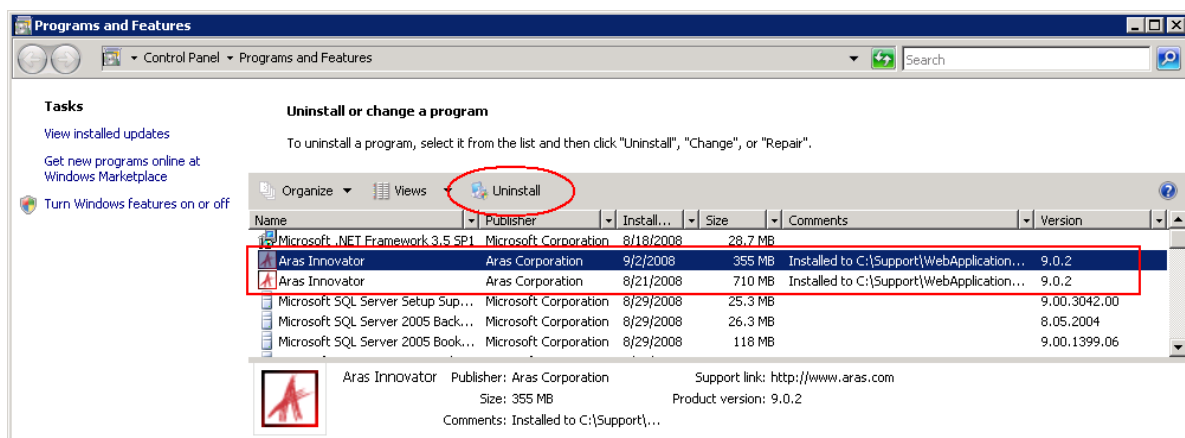 Programs and Features
Control Panel Programs and Features Search
Tasks
View installed updates
Get new programs online at
Windows Marketplace
Turn Windows features on or off
Uninstall or change a program
To uninstall a program, select it from the list and then click "Uninstall", "Change", or "Repair".
Organize Views Uninstall
Name Publisher Install... Size Comments Version
Microsoft .NET Framework 3.5 SP1 Microsoft Corporation 8/18/2008 28.7 MB
Aras Innovator Aras Corporation 9/2/2008 355 MB Installed to C:\Support\WebApplication... 9.0.2
Aras Innovator Aras Corporation 8/21/2008 710 MB Installed to C:\Support\WebApplication... 9.0.2
Microsoft SQL Server Setup Sup... Microsoft Corporation 8/29/2008 25.3 MB 9.00.3042.00
Microsoft SQL Server 2005 Back... Microsoft Corporation 8/29/2008 26.3 MB 8.05.2004
Microsoft SQL Server 2005 Book... Microsoft Corporation 8/29/2008 118 MB 9.00.1399.06
Aras Innovator Publisher: Aras Corporation Support link: http://www.aras.com
Size: 355 MB Product version: 9.0.2
Comments: Installed to C:\Support\...